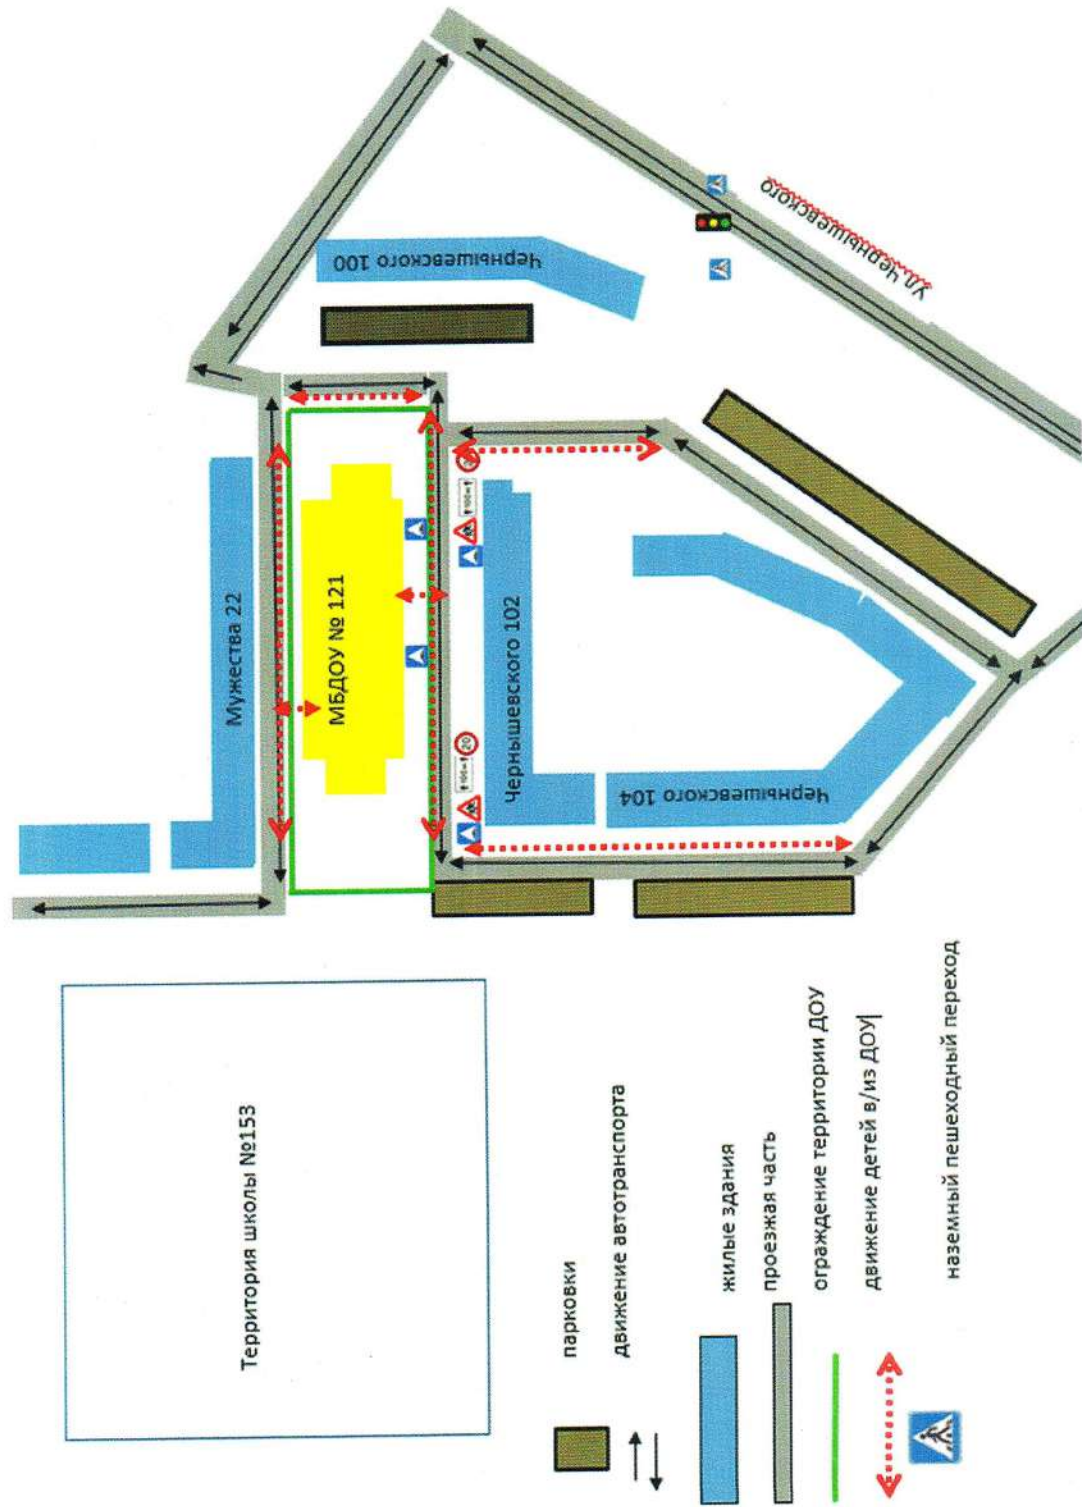 Мужества 22
МБДОУ № 121
Чернышевского 100
Чернышевского 102
Чернышевского 104
Ул.Чернышевского
20
Территория школы №153
парковки
движение автотранспорта
жилые здания
проезжая часть
ограждение территории ДОУ
движение детей в/из ДОУ
наземный пешеходный переход